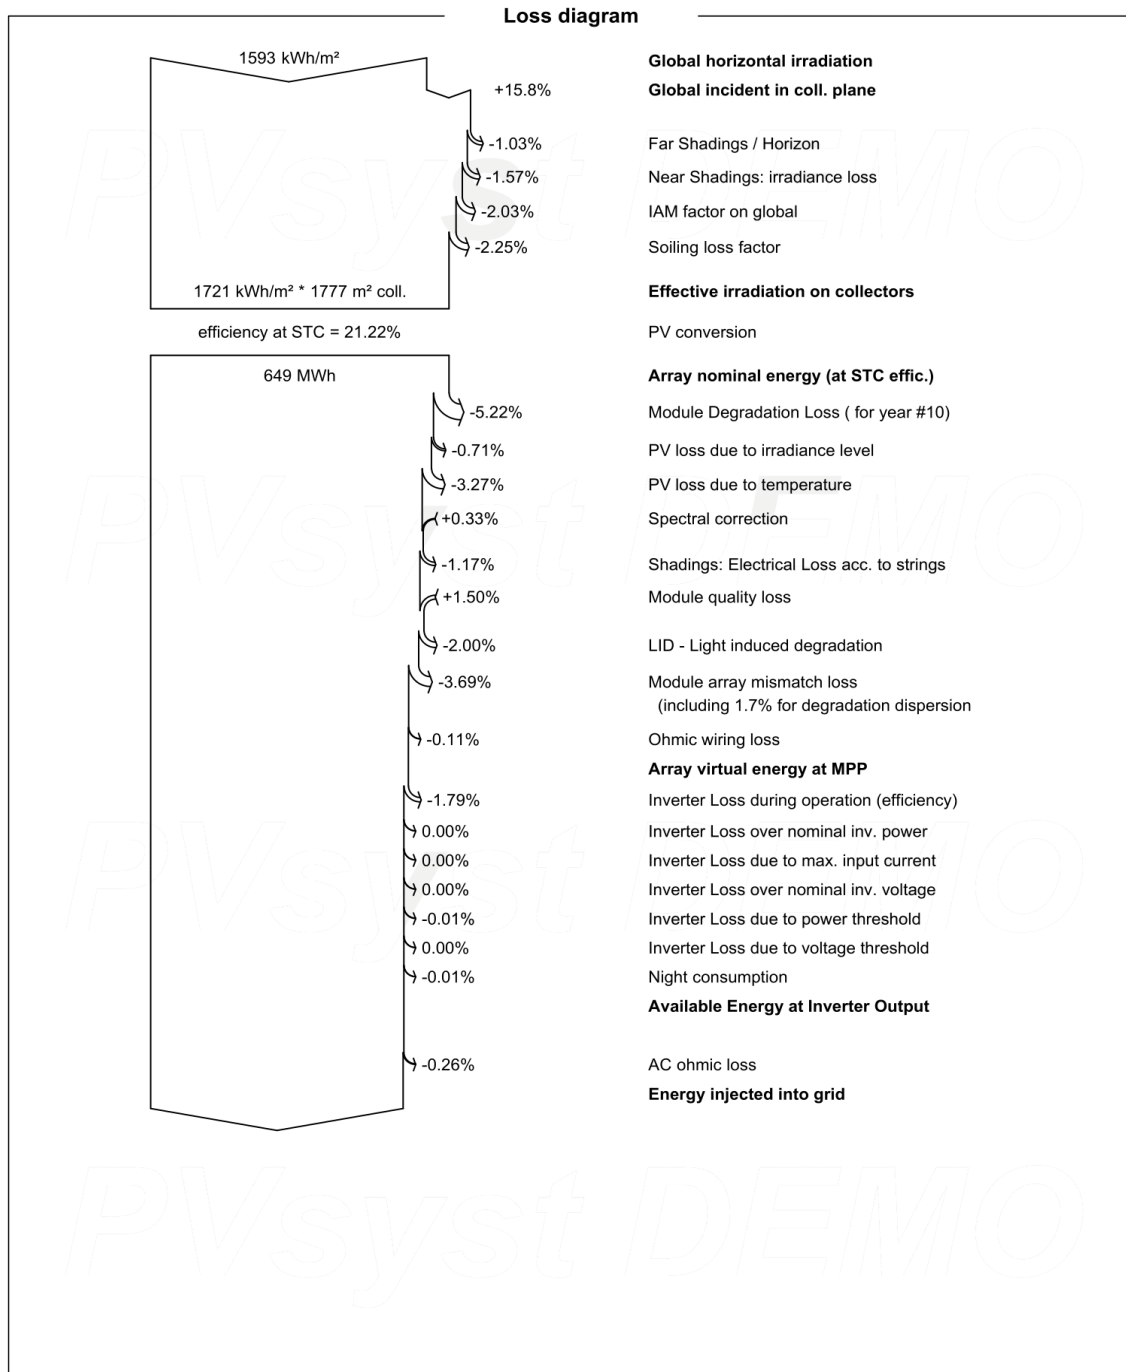 Loss diagram
1593 kWh/m²
Global horizontal irradiation
+15.8%
Global incident in coll. plane
-1.03%
Far Shadings / Horizon
-1.57%
Near Shadings: irradiance loss
-2.03%
IAM factor on global
-2.25%
Soiling loss factor
1721 kWh/m² * 1777 m² coll.
Effective irradiation on collectors
efficiency at STC = 21.22%
PV conversion
649 MWh
Array nominal energy (at STC effic.)
-5.22%
Module Degradation Loss ( for year #10)
-0.71%
PV loss due to irradiance level
-3.27%
PV loss due to temperature
+0.33%
Spectral correction
-1.17%
Shadings: Electrical Loss acc. to strings
+1.50%
Module quality loss
-2.00%
LID - Light induced degradation
-3.69%
Module array mismatch loss
(including 1.7% for degradation dispersion
-0.11%
Ohmic wiring loss
Array virtual energy at MPP
-1.79%
Inverter Loss during operation (efficiency)
0.00%
Inverter Loss over nominal inv. power
0.00%
Inverter Loss due to max. input current
0.00%
Inverter Loss over nominal inv. voltage
-0.01%
Inverter Loss due to power threshold
0.00%
Inverter Loss due to voltage threshold
-0.01%
Night consumption
Available Energy at Inverter Output
-0.26%
AC ohmic loss
Energy injected into grid
PVsyst DEMO
PVsyst DEMO
PVsyst DEMO
PVsyst DEMO